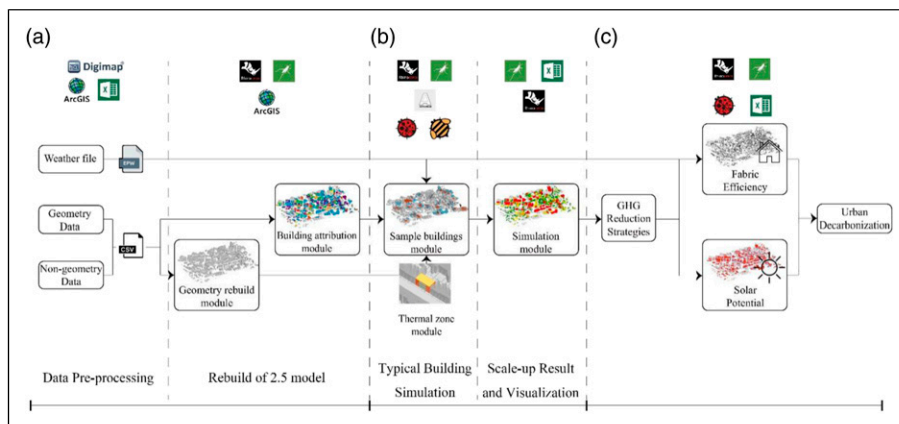 (a)
(b)
(c)
Digimap
ArcGIS
ArcGIS
Weather file
EPW
Geometry
Data
CSV
Non-geometry
Data
Building attribution
module
Geometry rebuild
module
Sample buildings
module
Thermal zone
module
Simulation
module
GHG
Reduction
Strategies
Fabric
Efficiency
Solar
Potential
Urban
Decarbonization
Data Pre-processing
Rebuild of 2.5 model
Typical Building
Simulation
Scale-up Result
and Visualization